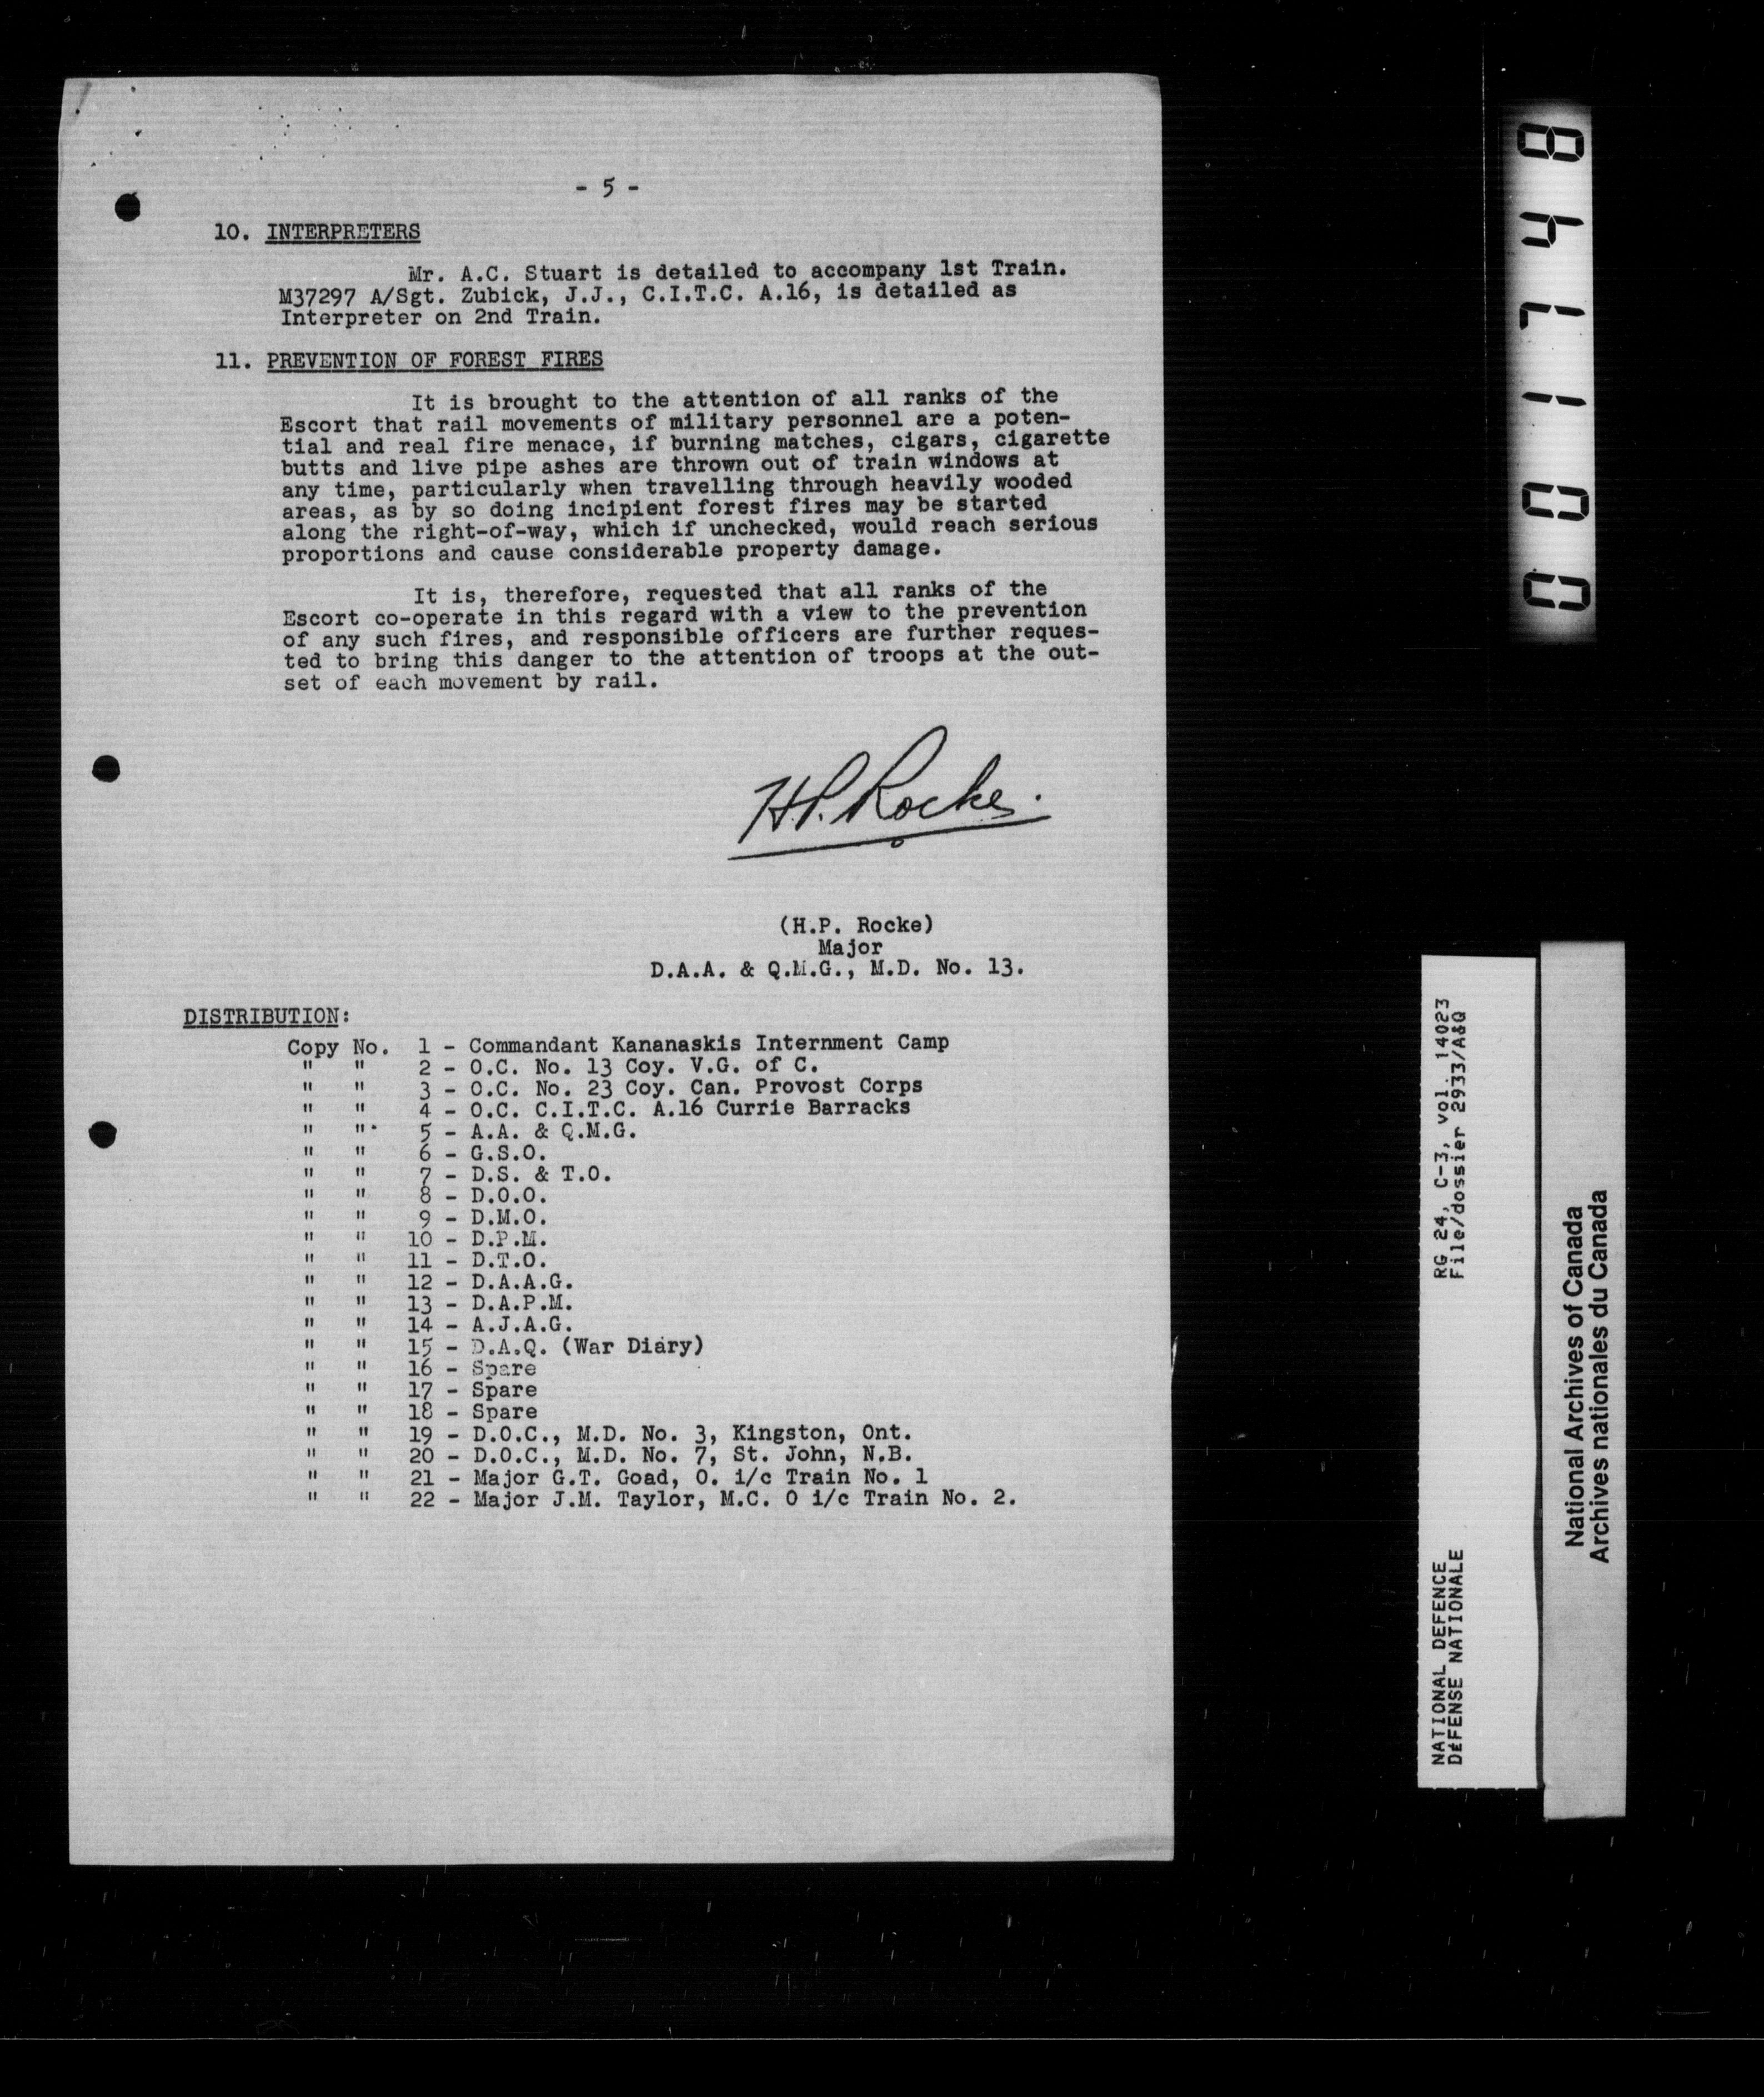 - 5 -
10. INTERPRETERS
Mr. A.C. Stuart is detailed to accompany 1st Train.
M37297 A/Sgt. Zubick, J.J., C.I.T.C. A.16, is detailed as
Interpreter on 2nd Train.
11. PREVENTION OF FOREST FIRES
It is brought to the attention of all ranks of the
Escort that rail movements of military personnel are a poten-
tial and real fire menace, if burning matches, cigars, cigarette
butts and live pipe ashes are thrown out of train windows at
any time, particularly when travelling through heavily wooded
areas, as by so doing incipient forest fires may be started
along the right-of-way, which if unchecked, would reach serious
proportions and cause considerable property damage.
It is, therefore, requested that all ranks of the
Escort co-operate in this regard with a view to the prevention
of any such fires, and responsible officers are further reques-
ted to bring this danger to the attention of troops at the out-
set of each movement by rail.
H.P. Rocke.
(H.P. Rocke)
Major
D.A.A. & Q.M.G., M.D. No. 13.
DISTRIBUTION:
Copy No. 1 - Commandant Kananaskis Internment Camp
" " 2 - O.C. No. 13 Coy. V.G. of C.
" " 3 - O.C. No. 23 Coy. Can. Provost Corps
" " 4 - O.C. C.I.T.C. A.16 Currie Barracks
" " 5 - A.A. & Q.M.G.
" " 6 - G.S.O.
" " 7 - D.S. & T.O.
" " 8 - D.O.O.
" " 9 - D.M.O.
" " 10 - D.P.M.
" " 11 - D.T.O.
" " 12 - D.A.A.G.
" " 13 - D.A.P.M.
" " 14 - A.J.A.G.
" " 15 - D.A.Q. (War Diary)
" " 16 - Spare
" " 17 - Spare
" " 18 - Spare
" " 19 - D.O.C., M.D. No. 3, Kingston, Ont.
" " 20 - D.O.C., M.D. No. 7, St. John, N.B.
" " 21 - Major G.T. Goad, O. i/c Train No. 1
" " 22 - Major J.M. Taylor, M.C. O i/c Train No. 2.
001748
NATIONAL DEFENCE RG 24, C-3, vol. 14023
DÉFENSE NATIONALE File/dossier 2933/A&Q
National Archives of Canada
Archives nationales du Canada